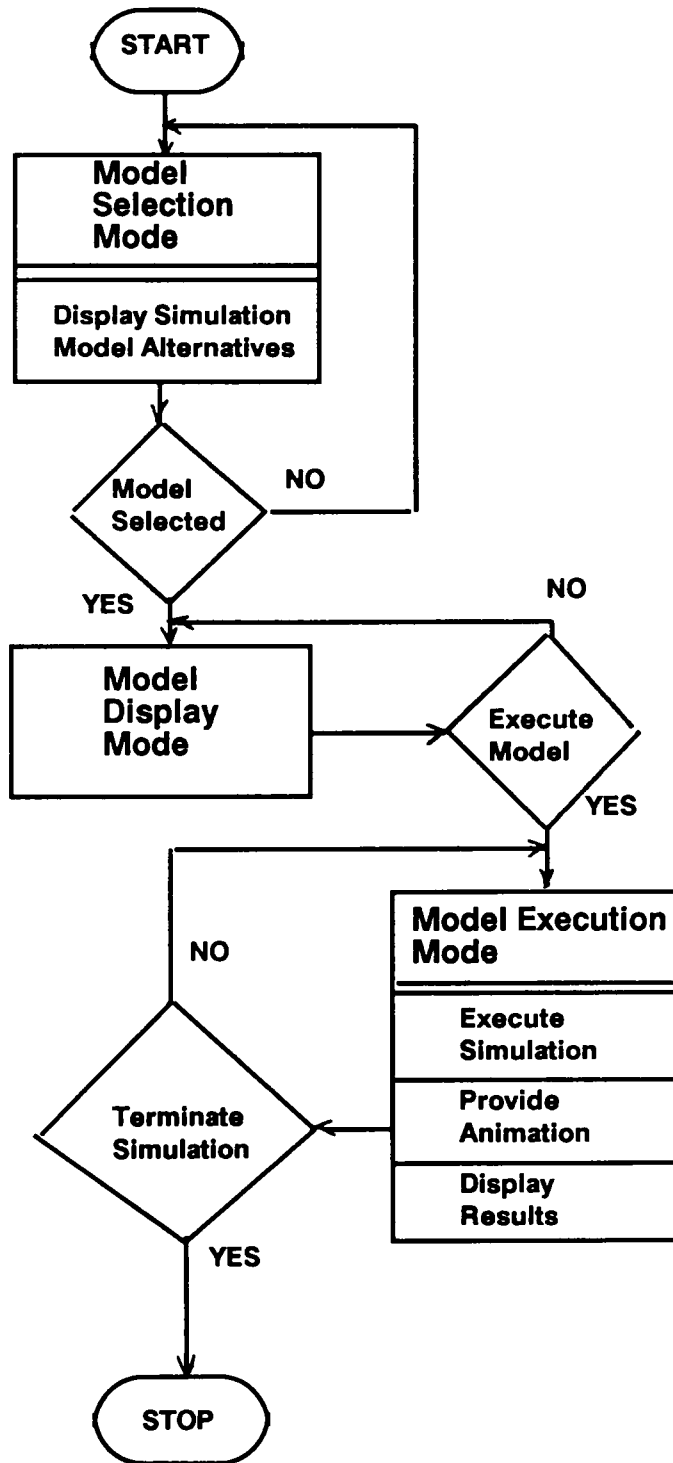 START
Model
Selection
Mode
Display Simulation
Model Alternatives
Model
Selected
NO
YES
NO
Model
Display
Mode
Execute
Model
YES
Model Execution
Mode
NO
Execute
Simulation
Provide
Animation
Display
Results
Terminate
Simulation
YES
STOP